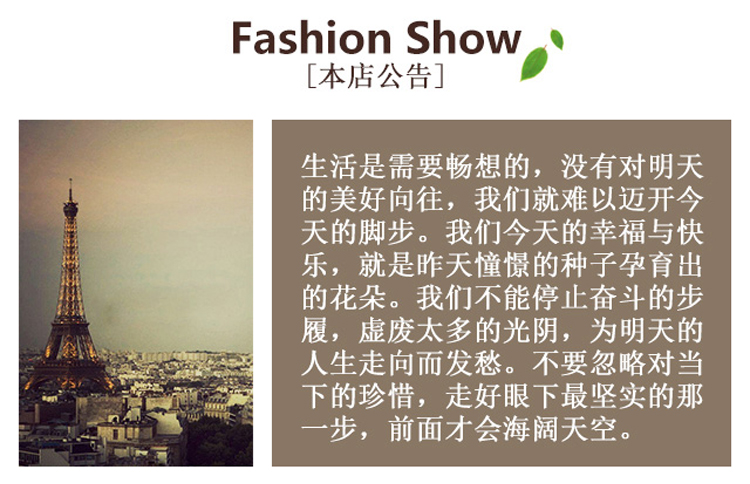 Fashion Show
[本店公告]
生活是需要畅想的，没有对明天
的美好向往，我们就难以迈开今
天的脚步。我们今天的幸福与快
乐，就是昨天憧憬的种子孕育出
的花朵。我们不能停止奋斗的步
履，虚废太多的光阴，为明天的
人生走向而发愁。不要忽略对当
下的珍惜，走好眼下最坚实的那
一步，前面才会海阔天空。